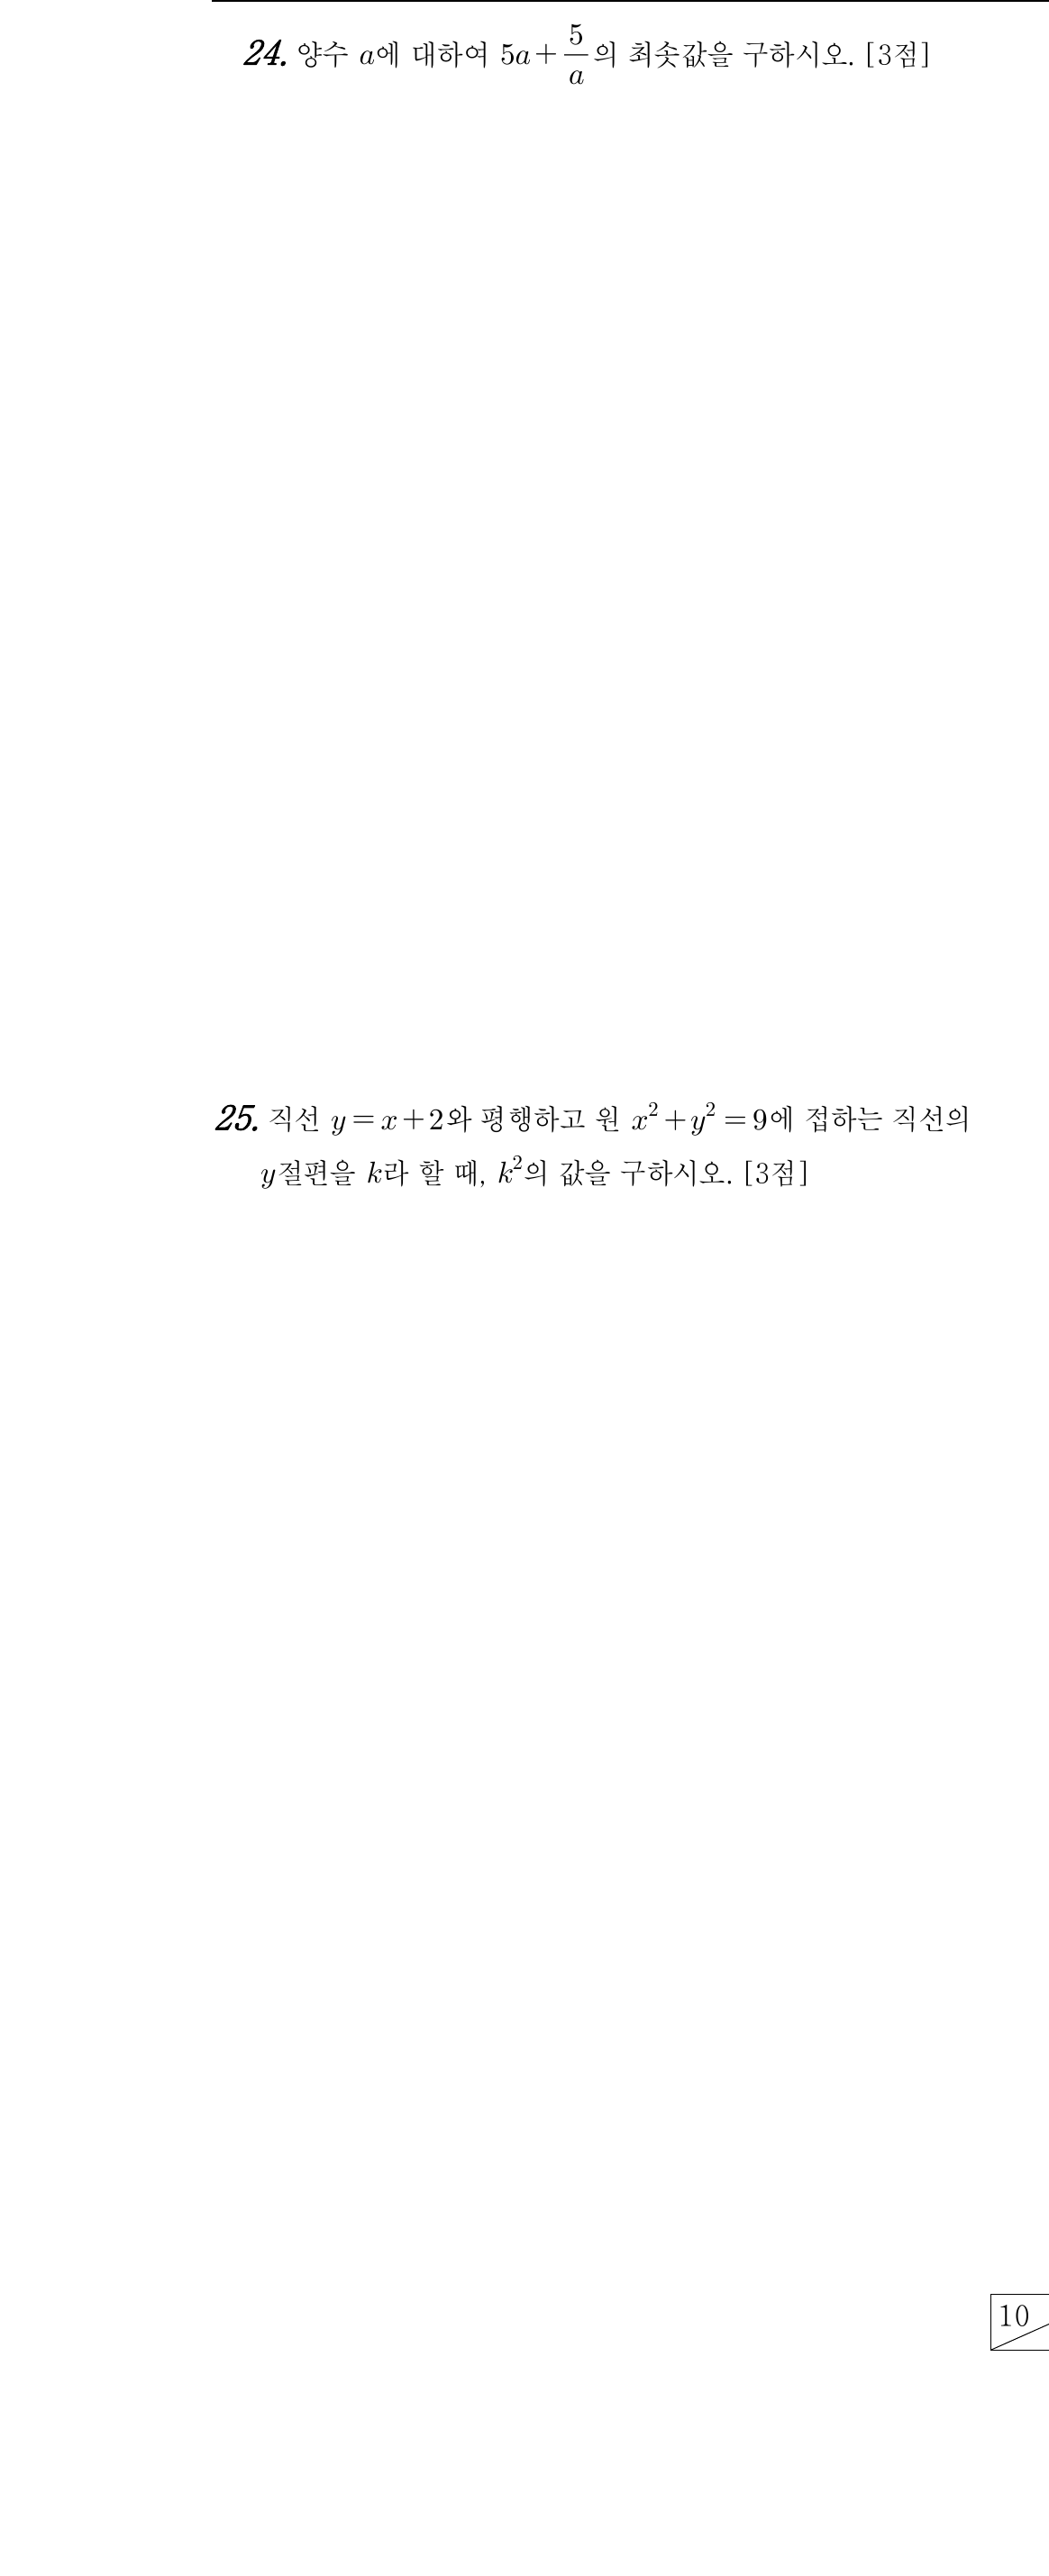 24. 양수 a에 대하여 5a + 5/a의 최솟값을 구하시오. [3점]
25. 직선 y = x + 2와 평행하고 원 x² + y² = 9에 접하는 직선의
y절편을 k라 할 때, k²의 값을 구하시오. [3점]
10